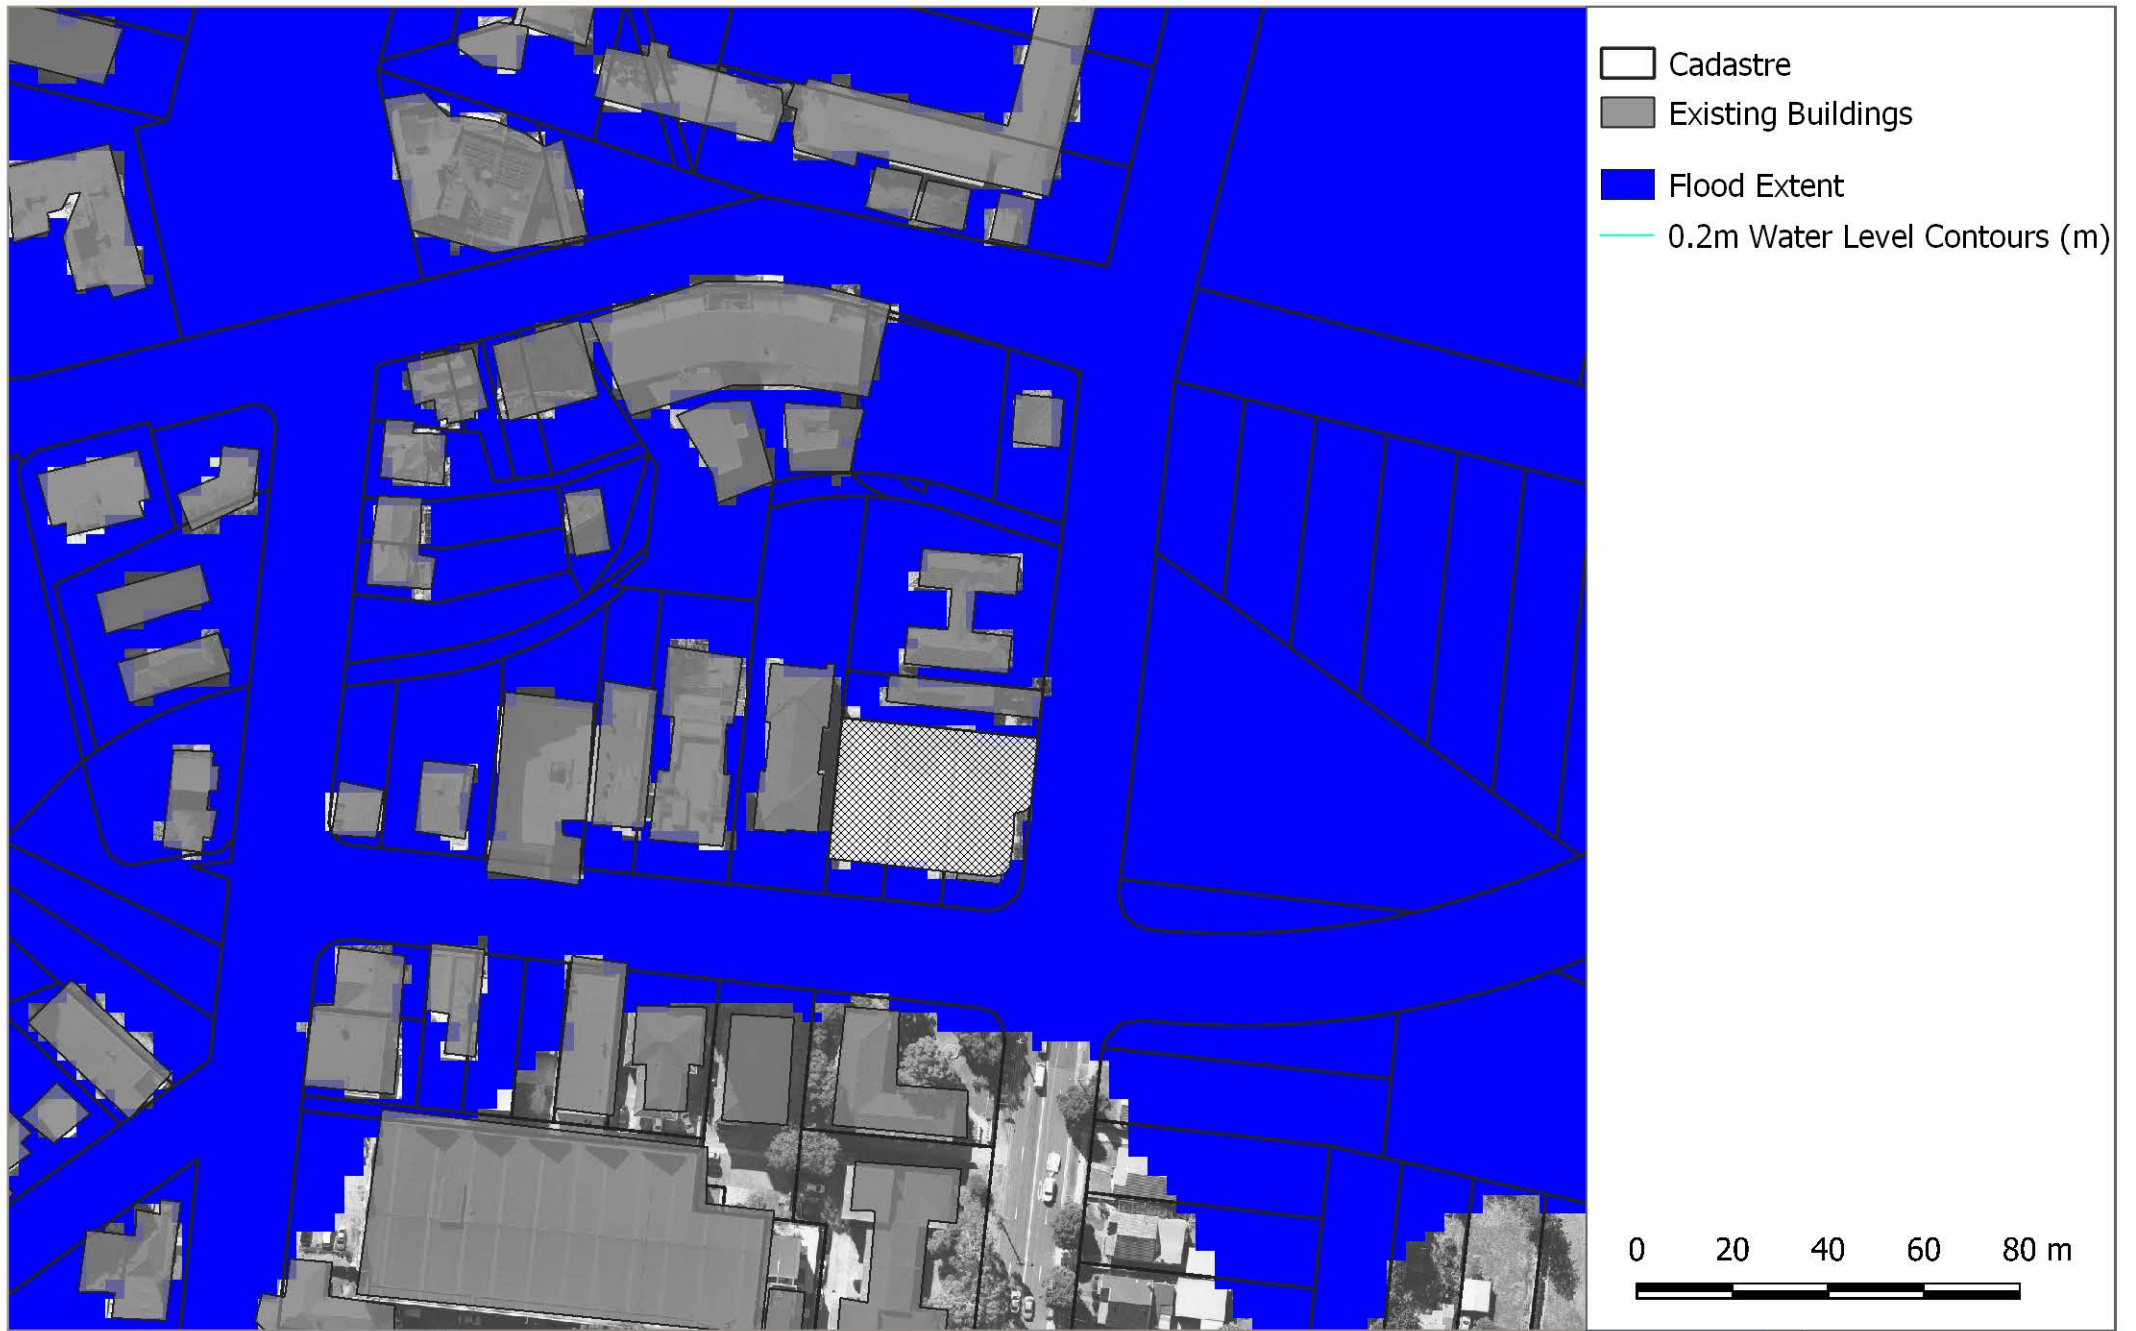 Cadastre
Existing Buildings
Flood Extent
0.2m Water Level Contours (m)
0 20 40 60 80 m